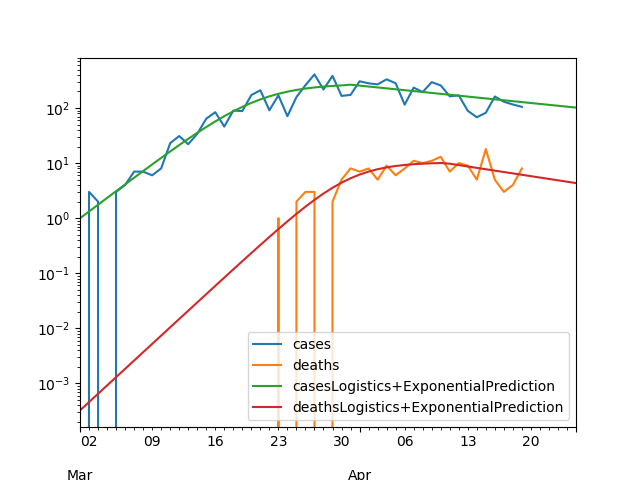 10²
10¹
10⁰
10⁻¹
10⁻²
10⁻³
cases
deaths
casesLogistics+ExponentialPrediction
deathsLogistics+ExponentialPrediction
02 09 16 23 30 06 13 20
Mar Apr